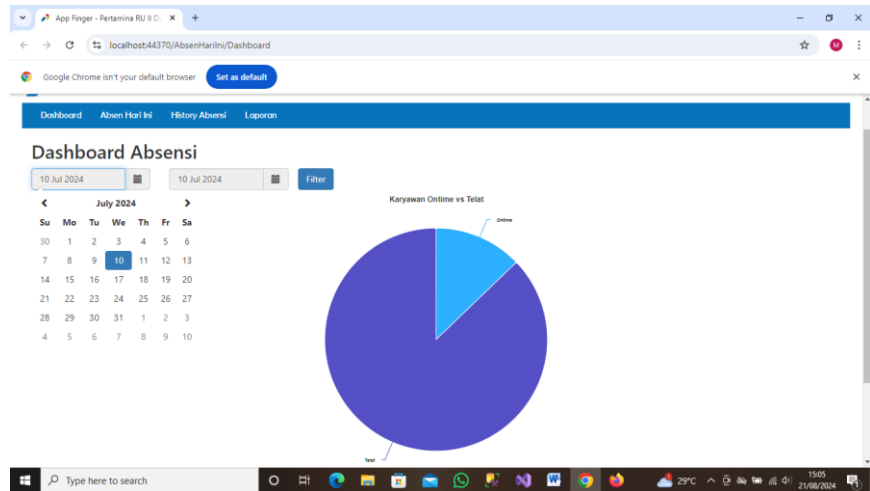 App Finger - Pertamina RU II Du
localhost:44370/AbsenHariIni/Dashboard
M
Google Chrome isn't your default browser Set as default
Dashboard Absen Hari Ini History Absensi Laporan
Dashboard Absensi
10 Jul 2024 10 Jul 2024 Filter
July 2024
Su Mo Tu We Th Fr Sa
30 1 2 3 4 5 6
7 8 9 10 11 12 13
14 15 16 17 18 19 20
21 22 23 24 25 26 27
28 29 30 31 1 2 3
4 5 6 7 8 9 10
Karyawan Ontime vs Telat
Ontime
Telat
Type here to search
29°C
15:05
21/08/2024